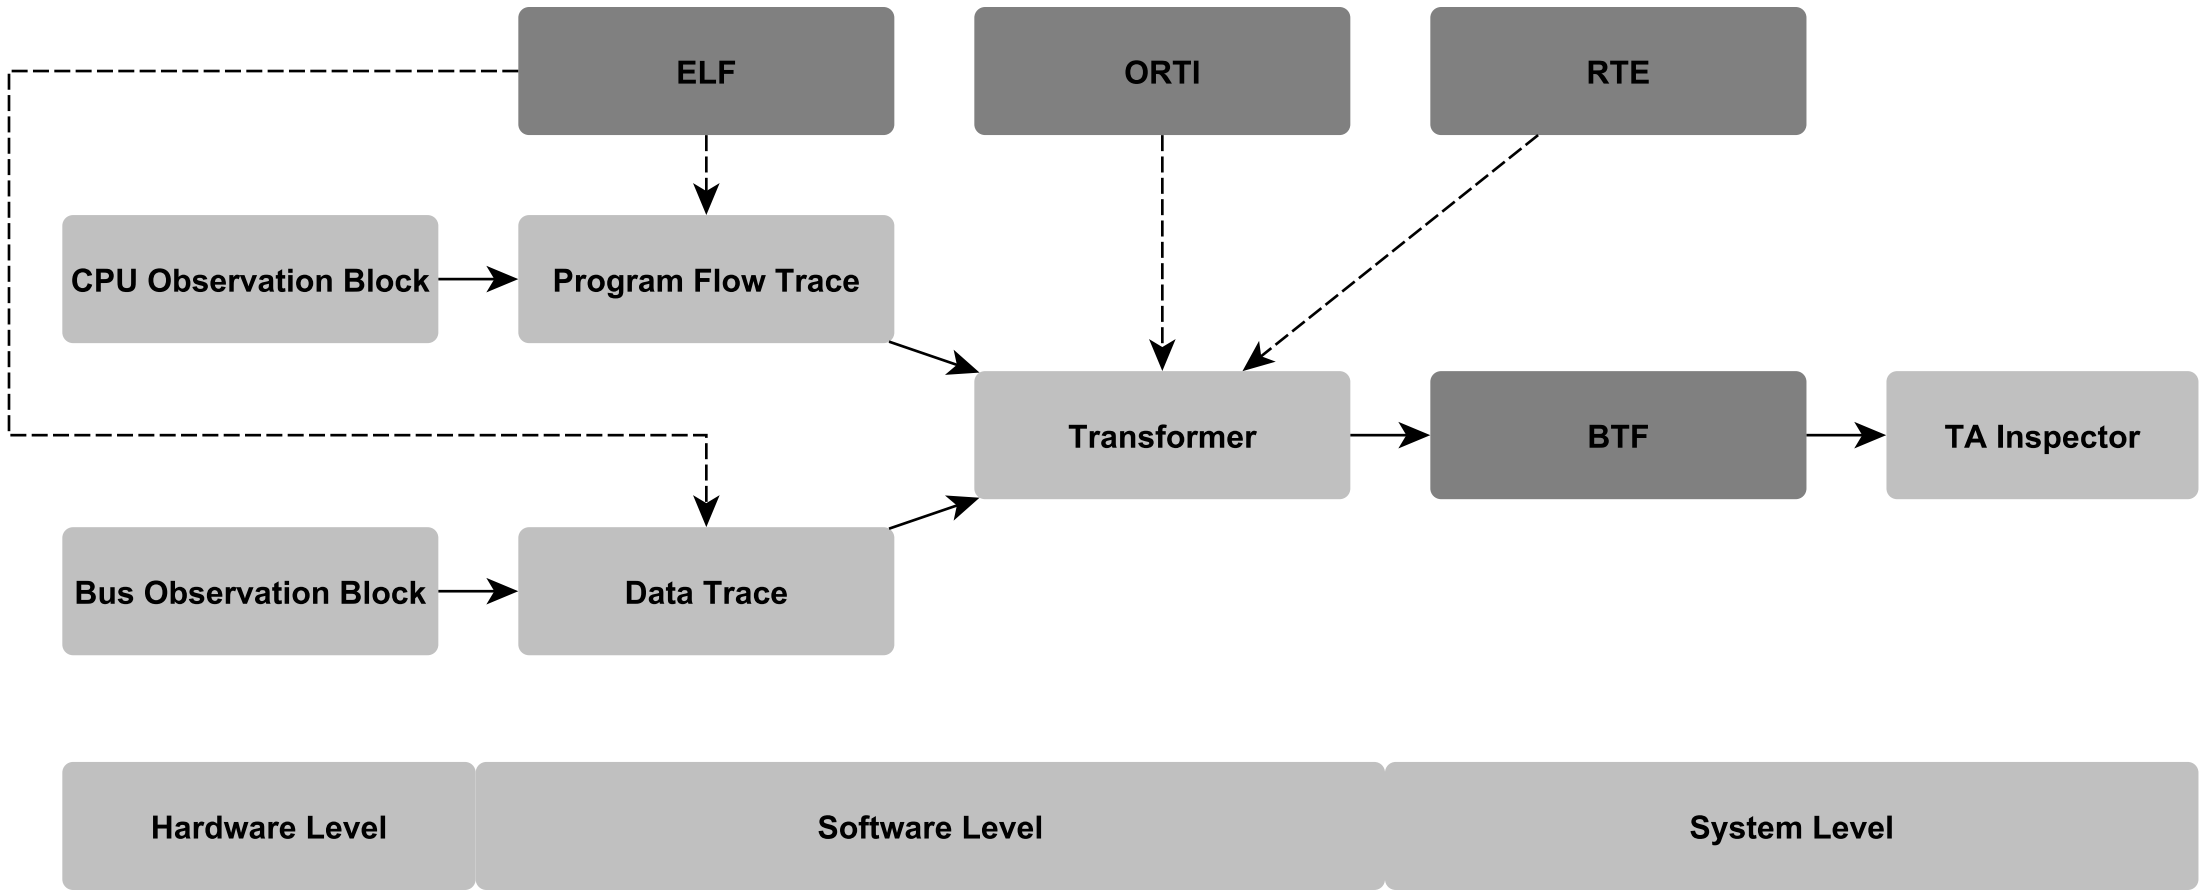 ELF
ORTI
RTE
CPU Observation Block
Program Flow Trace
Transformer
BTF
TA Inspector
Bus Observation Block
Data Trace
Hardware Level
Software Level
System Level